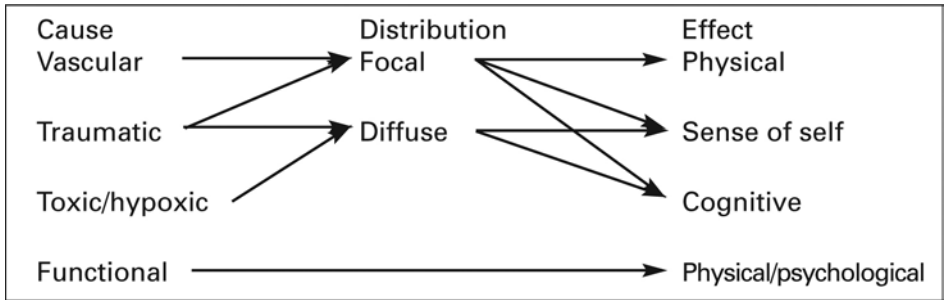 Cause Distribution Effect
Vascular Focal Physical
Traumatic Diffuse Sense of self
Toxic/hypoxic Cognitive
Functional Physical/psychological